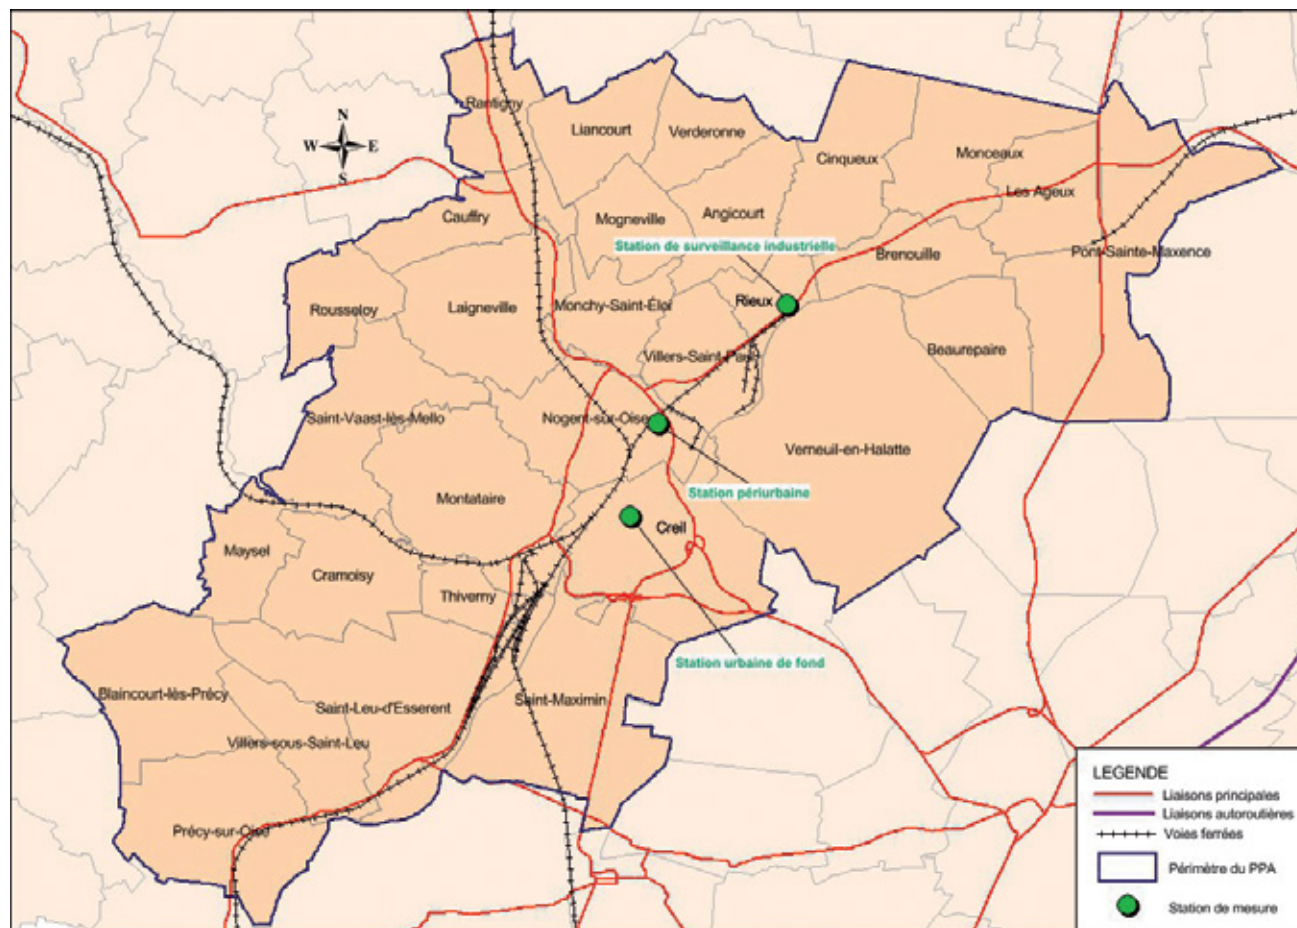 Rantigny
N
Liancourt
Verderonne
W E
Cinqueux
Monceaux
S
Les Ageux
Cauffry
Mogneville
Angicourt
Station de surveillance industrielle
Brenouille
Pont-Sainte-Maxence
Rousseloy
Laigneville
Monchy-Saint-Éloi
Rieux
Villers-Saint-Paul
Beaurepaire
Saint-Vaast-lès-Mello
Nogent-sur-Oise
Verneuil-en-Halatte
Montataire
Station périurbaine
Creil
Maysel
Cramoisy
Thiverny
Station urbaine de fond
Blaincourt-lès-Précy
Saint-Leu-d'Esserent
Saint-Maximin
Villers-sous-Saint-Leu
Précy-sur-Oise
LEGENDE
Liaisons principales
Liaisons autoroutières
Voies ferrées
Périmètre du PPA
Station de mesure